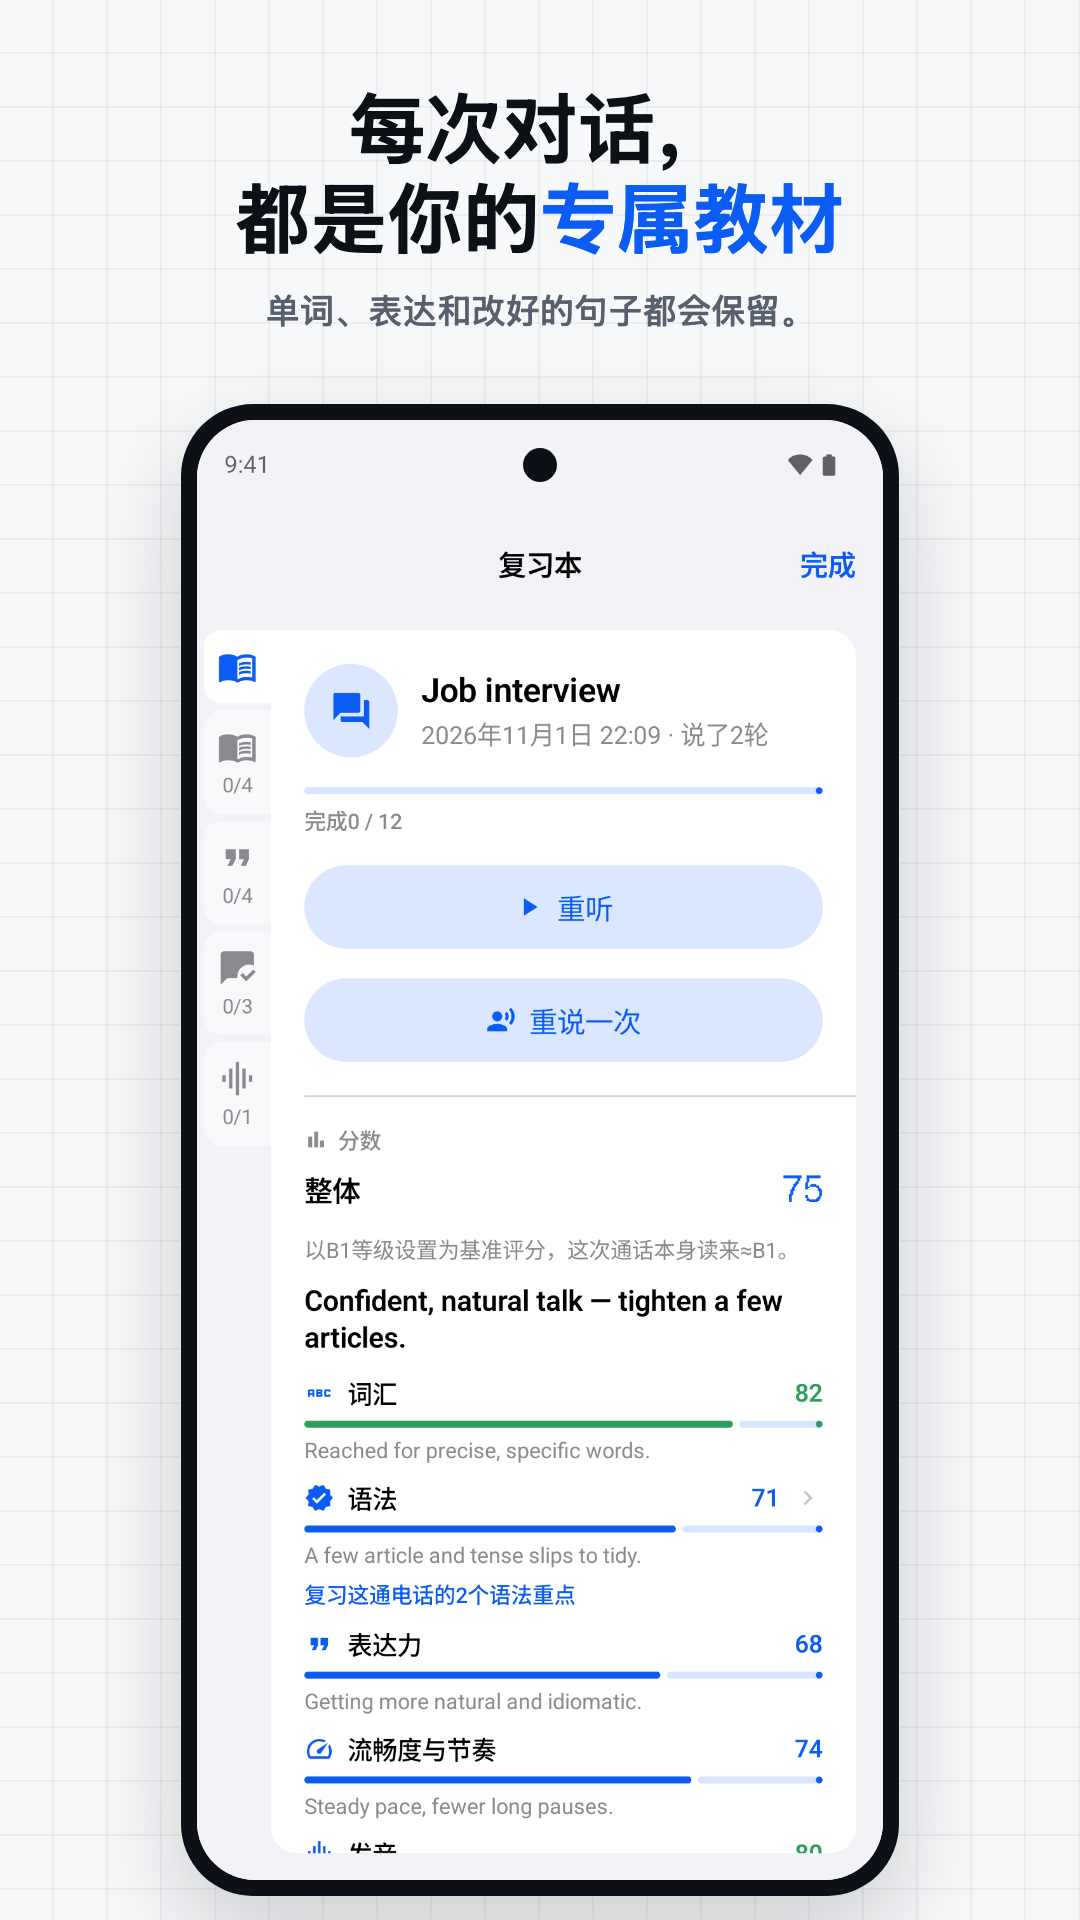 每次对话，
都是你的专属教材
单词、表达和改好的句子都会保留。
9:41
复习本
完成
Job interview
2026年11月1日 22:09 · 说了2轮
0/4
完成0 / 12
0/4
重听
0/3
重说一次
0/1
分数
整体
75
以B1等级设置为基准评分，这次通话本身读来≈B1。
Confident, natural talk — tighten a few
articles.
ABC 词汇
82
Reached for precise, specific words.
语法
71
A few article and tense slips to tidy.
复习这通电话的2个语法重点
表达力
68
Getting more natural and idiomatic.
流畅度与节奏
74
Steady pace, fewer long pauses.
发音
80